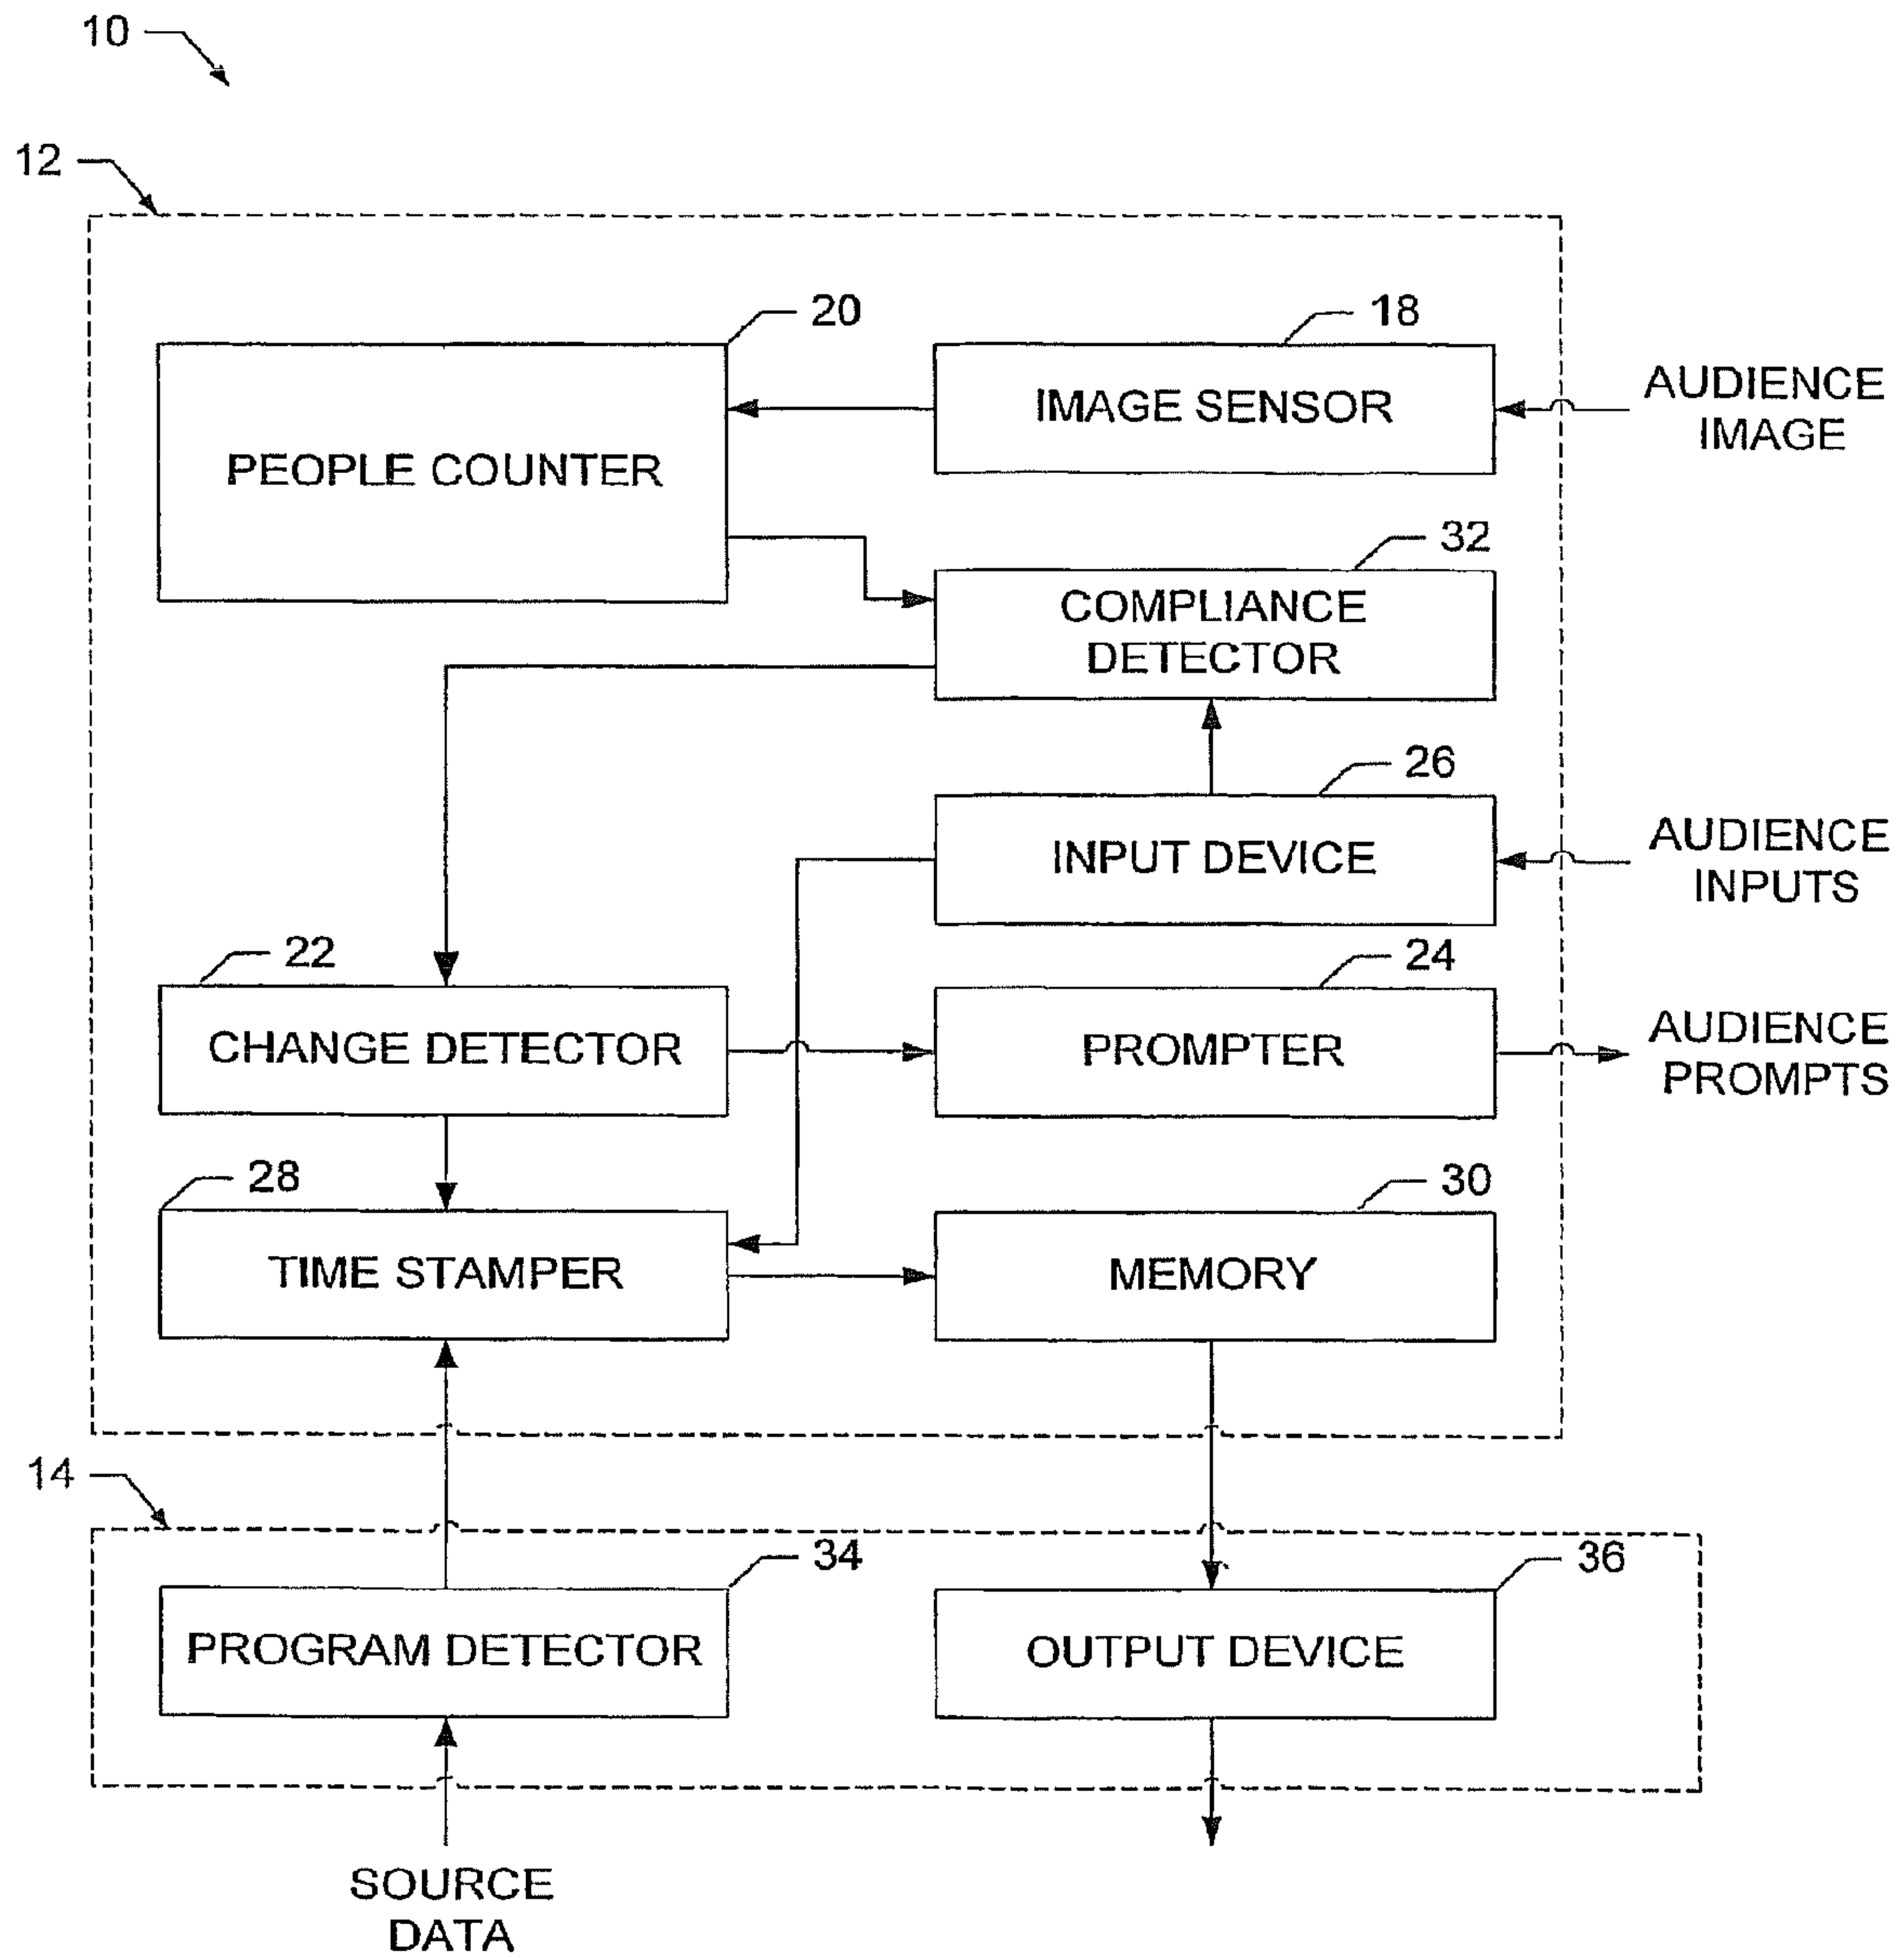 10
12
20
18
PEOPLE COUNTER
IMAGE SENSOR
AUDIENCE
IMAGE
32
COMPLIANCE
DETECTOR
26
INPUT DEVICE
AUDIENCE
INPUTS
22
24
CHANGE DETECTOR
PROMPTER
AUDIENCE
PROMPTS
28
30
TIME STAMPER
MEMORY
14
34
36
PROGRAM DETECTOR
OUTPUT DEVICE
SOURCE
DATA